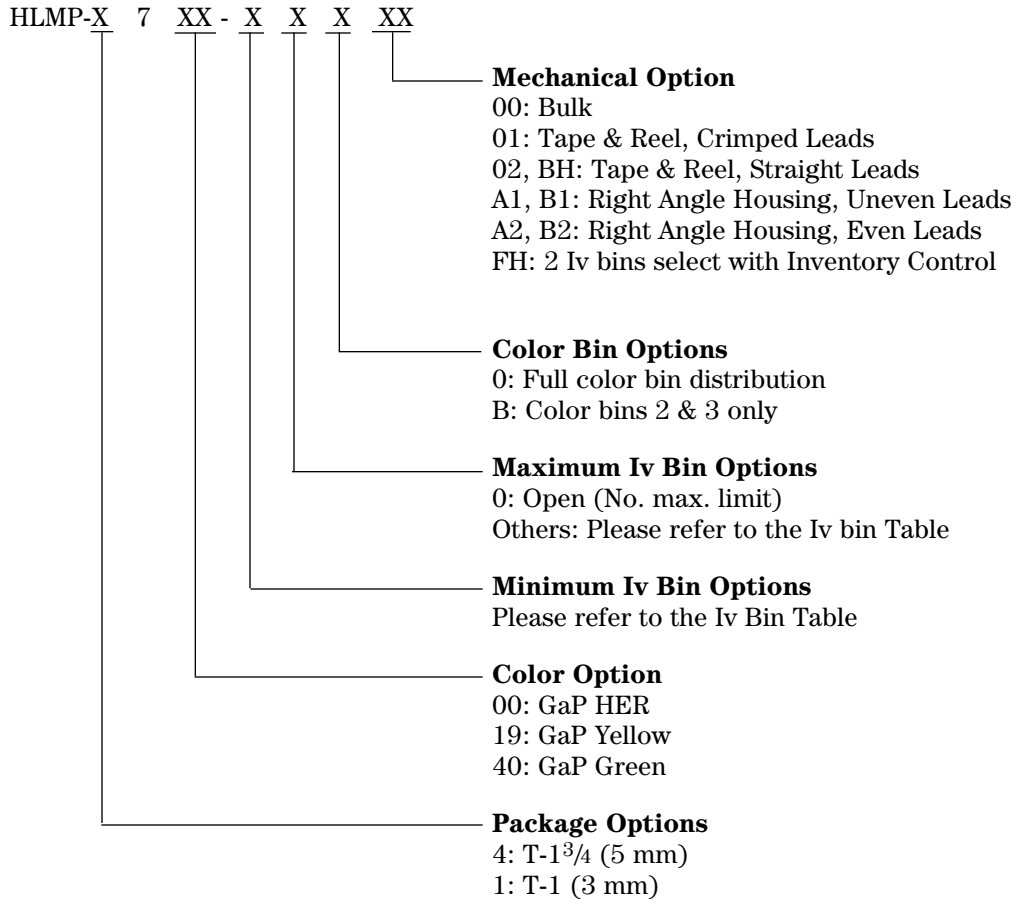 HLMP-X 7 XX - X X X XX
Mechanical Option
00: Bulk
01: Tape & Reel, Crimped Leads
02, BH: Tape & Reel, Straight Leads
A1, B1: Right Angle Housing, Uneven Leads
A2, B2: Right Angle Housing, Even Leads
FH: 2 Iv bins select with Inventory Control
Color Bin Options
0: Full color bin distribution
B: Color bins 2 & 3 only
Maximum Iv Bin Options
0: Open (No. max. limit)
Others: Please refer to the Iv bin Table
Minimum Iv Bin Options
Please refer to the Iv Bin Table
Color Option
00: GaP HER
19: GaP Yellow
40: GaP Green
Package Options
4: T-1 3/4 (5 mm)
1: T-1 (3 mm)